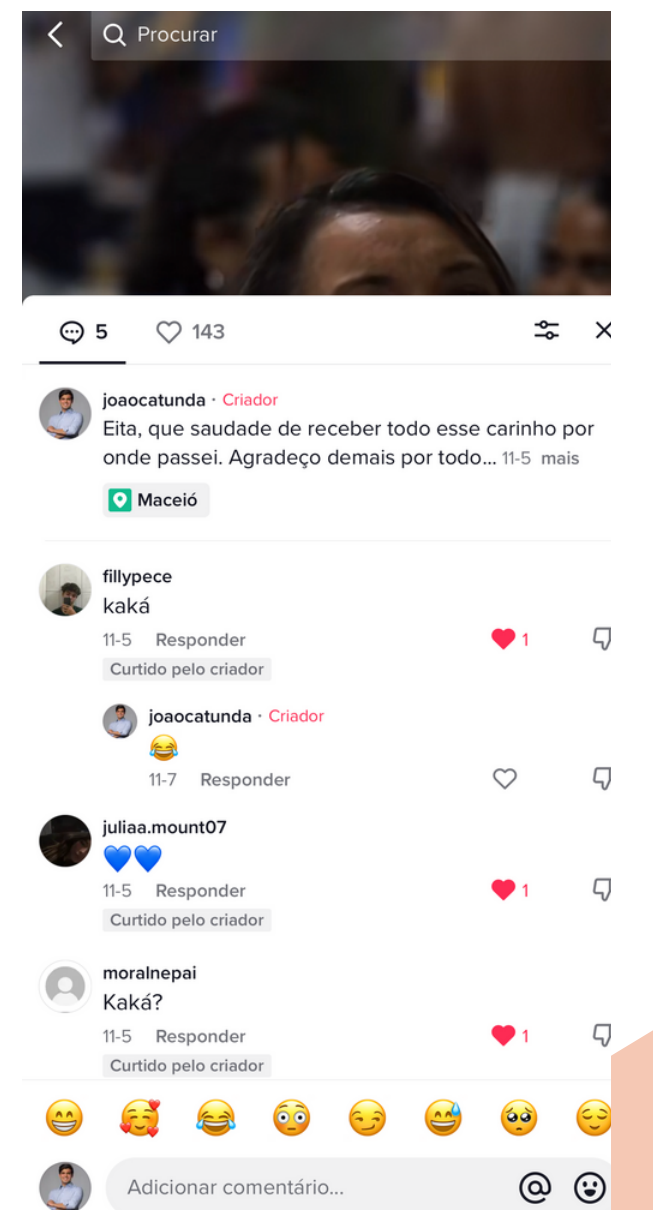 Procurar
5
143
joaocatunda · Criador
Eita, que saudade de receber todo esse carinho por
onde passei. Agradeço demais por todo... 11-5 mais
Maceió
fillypece
kaká
11-5 Responder
1
Curtido pelo criador
joaocatunda · Criador
😂
11-7 Responder
juliaa.mount07
💙💙
11-5 Responder
1
Curtido pelo criador
moralnepai
Kaká?
11-5 Responder
1
Curtido pelo criador
Adicionar comentário...
@